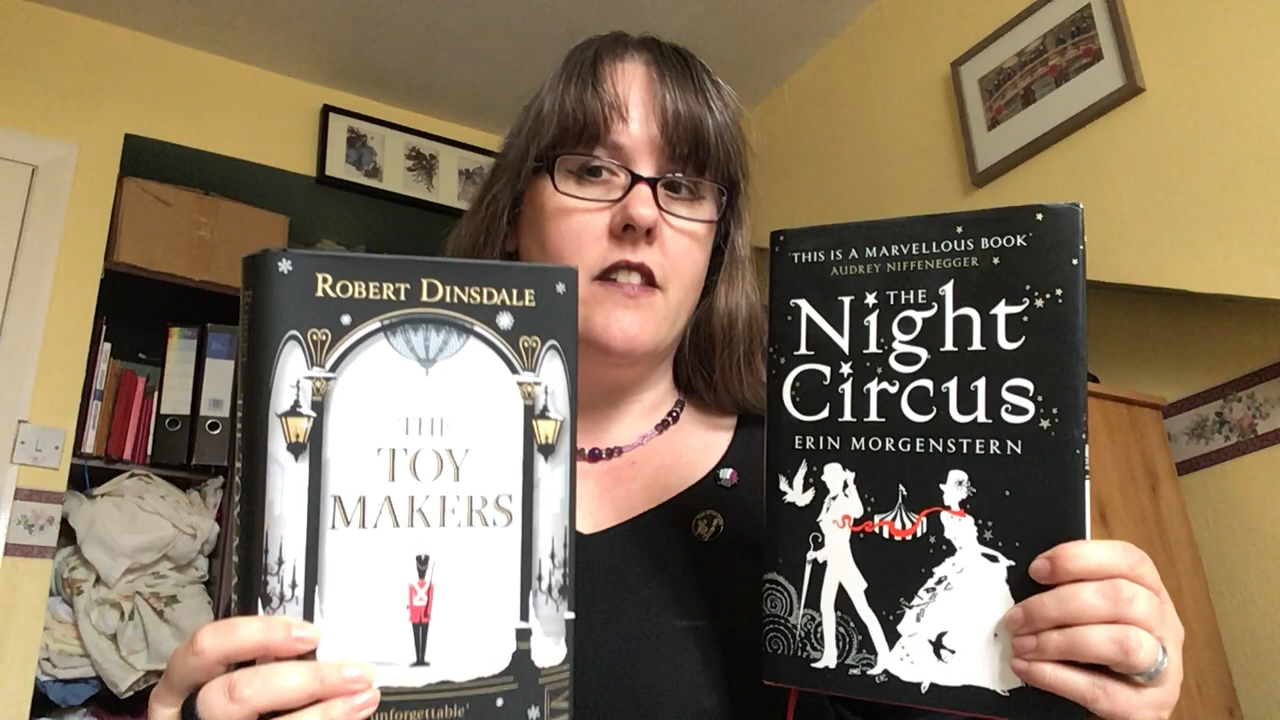 ROBERT DINSDALE
THE
TOY
MAKERS
unforgettable'
'THIS IS A MARVELLOUS BOOK'
AUDREY NIFFENEGGER
THE
Night
Circus
ERIN MORGENSTERN
L